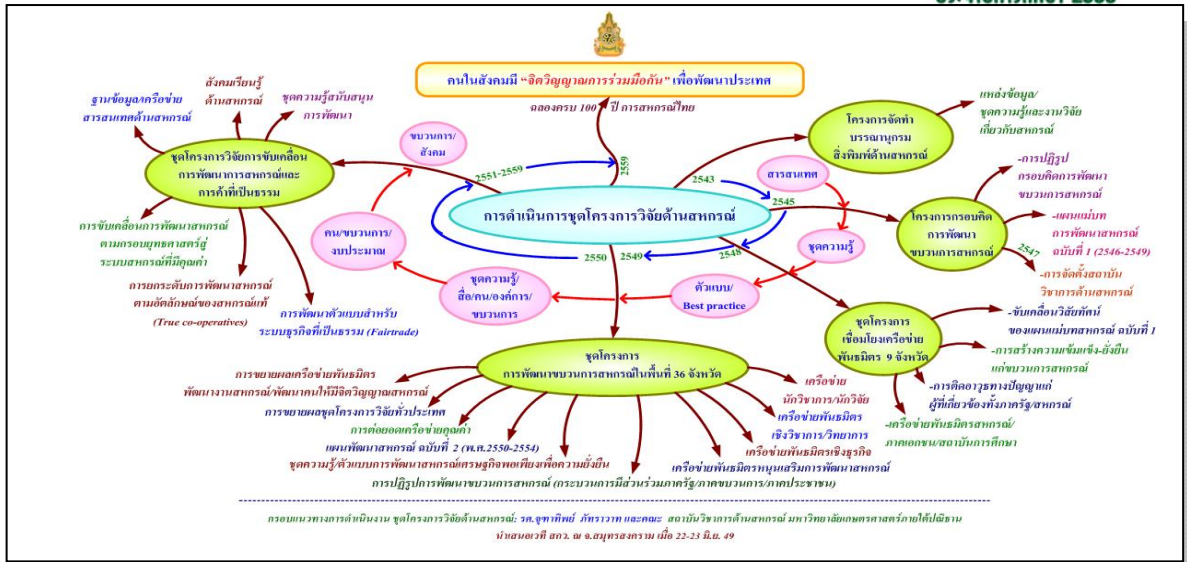 คนในสังคมมี “จิตวิญญาณการร่วมมือกัน” เพื่อพัฒนาประเทศ
ฉลองครบ 100 ปี การสหกรณ์ไทย
สังคมเรียนรู้
ด้านสหกรณ์
ฐานข้อมูล/เครือข่าย
สารสนเทศด้านสหกรณ์
ชุดความรู้สนับสนุน
การพัฒนา
ชุดโครงการวิจัยการขับเคลื่อน
การพัฒนาการสหกรณ์และ
การค้าที่เป็นธรรม
การขับเคลื่อนการพัฒนาสหกรณ์
ตามกรอบยุทธศาสตร์สู่
ระบบสหกรณ์ที่มีคุณค่า
การยกระดับการพัฒนาสหกรณ์
ตามอัตลักษณ์ของสหกรณ์แท้
(True co-operatives)
การพัฒนาตัวแบบสำหรับ
ระบบธุรกิจที่เป็นธรรม (Fairtrade)
ขบวนการ/
สังคม
คน/ขบวนการ/
งบประมาณ
ชุดความรู้/
สื่อ/คน/องค์การ/
ขบวนการ
ตัวแบบ/
Best practice
ชุดความรู้
สารสนเทศ
2551-2559
2559
2543
2545
2548
2549
2550
การดำเนินการชุดโครงการวิจัยด้านสหกรณ์
โครงการจัดทำ
บรรณานุกรม
สิ่งพิมพ์ด้านสหกรณ์
แหล่งข้อมูล/
ชุดความรู้และงานวิจัย
เกี่ยวกับสหกรณ์
โครงการกรอบคิด
การพัฒนา
ขบวนการสหกรณ์
-การปฏิรูป
กรอบคิดการพัฒนา
ขบวนการสหกรณ์
-แผนแม่บท
การพัฒนาสหกรณ์
ฉบับที่ 1 (2546-2549)
2547
-การจัดตั้งสถาบัน
วิชาการด้านสหกรณ์
ชุดโครงการ
เชื่อมโยงเครือข่าย
พันธมิตร 9 จังหวัด
-ขับเคลื่อนวิสัยทัศน์
ของแผนแม่บทสหกรณ์ ฉบับที่ 1
-การสร้างความเข้มแข็ง-ยั่งยืน
แก่ขบวนการสหกรณ์
-การติดอาวุธทางปัญญาแก่
ผู้ที่เกี่ยวข้องทั้งภาครัฐ/สหกรณ์
-เครือข่ายพันธมิตรสหกรณ์/
ภาคเอกชน/สถาบันการศึกษา
ชุดโครงการ
การพัฒนาขบวนการสหกรณ์ในพื้นที่ 36 จังหวัด
การขยายผลเครือข่ายพันธมิตร
พัฒนางานสหกรณ์/พัฒนาคนให้มีจิตวิญญาณสหกรณ์
การขยายผลชุดโครงการวิจัยทั่วประเทศ
การต่อยอดเครือข่ายคุณค่า
แผนพัฒนาสหกรณ์ ฉบับที่ 2 (พ.ศ.2550-2554)
ชุดความรู้/ตัวแบบการพัฒนาสหกรณ์เศรษฐกิจพอเพียงเพื่อความยั่งยืน
การปฏิรูปการพัฒนาขบวนการสหกรณ์ (กระบวนการมีส่วนร่วมภาครัฐ/ภาคขบวนการ/ภาคประชาชน)
เครือข่าย
นักวิชาการ/นักวิจัย
เครือข่ายพันธมิตร
เชิงวิชาการ/วิทยาการ
เครือข่ายพันธมิตรเชิงธุรกิจ
เครือข่ายพันธมิตรหนุนเสริมการพัฒนาสหกรณ์
กรอบแนวทางการดำเนินงาน ชุดโครงการวิจัยด้านสหกรณ์: รศ.จุฑาทิพย์ ภัทราวาท และคณะ สถาบันวิชาการด้านสหกรณ์ มหาวิทยาลัยเกษตรศาสตร์ภายใต้ปณิธาน
นำเสนอเวที สกว. ณ จ.สมุทรสงคราม เมื่อ 22-23 มิ.ย. 49